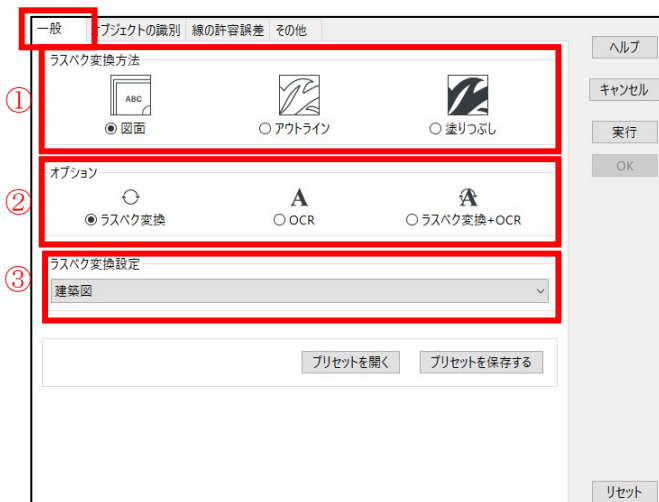 一般 オブジェクトの識別 線の許容誤差 その他
ヘルプ
ラスベク変換方法
①
ABC
キャンセル
図面 アウトライン 塗りつぶし
実行
オプション
OK
②
A
ラスベク変換 OCR ラスベク変換+OCR
ラスベク変換設定
③
建築図
プリセットを開く プリセットを保存する
リセット